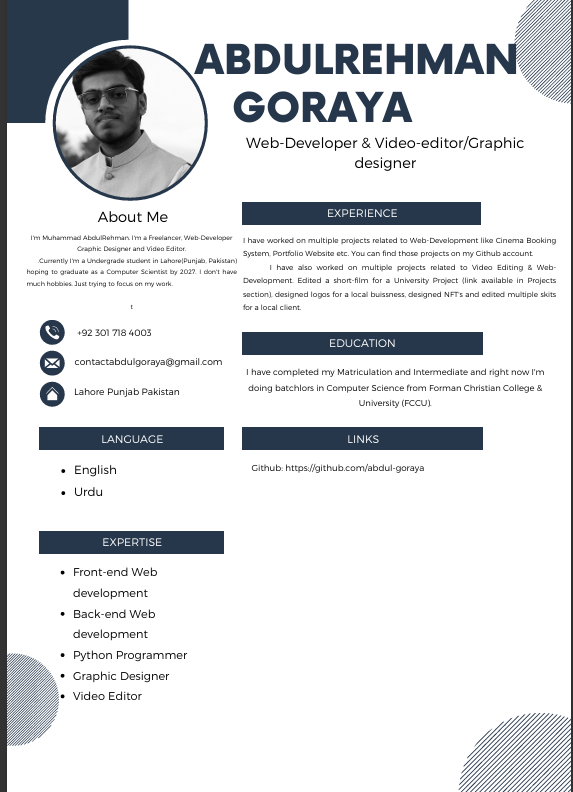 ABDULREHMAN
GORAYA
Web-Developer & Video-editor/Graphic
designer
About Me
I'm Muhammad AbdulRehman. I'm a Freelancer, Web-Developer
Graphic Designer and Video Editor.
.Currently I'm a Undergrade student in Lahore(Punjab, Pakistan)
hoping to graduate as a Computer Scientist by 2027. I don't have
much hobbies. Just trying to focus on my work.
t
+92 301 718 4003
contactabdulgoraya@gmail.com
Lahore Punjab Pakistan
LANGUAGE
English
Urdu
EXPERTISE
Front-end Web
development
Back-end Web
development
Python Programmer
Graphic Designer
Video Editor
EXPERIENCE
I have worked on multiple projects related to Web-Development like Cinema Booking
System, Portfolio Website etc. You can find those projects on my Github account.
I have also worked on multiple projects related to Video Editing & Web-
Development. Edited a short-film for a University Project (link available in Projects
section), designed logos for a local buissness, designed NFT's and edited multiple skits
for a local client.
EDUCATION
I have completed my Matriculation and Intermediate and right now I'm
doing batchlors in Computer Science from Forman Christian College &
University (FCCU).
LINKS
Github: https://github.com/abdul-goraya